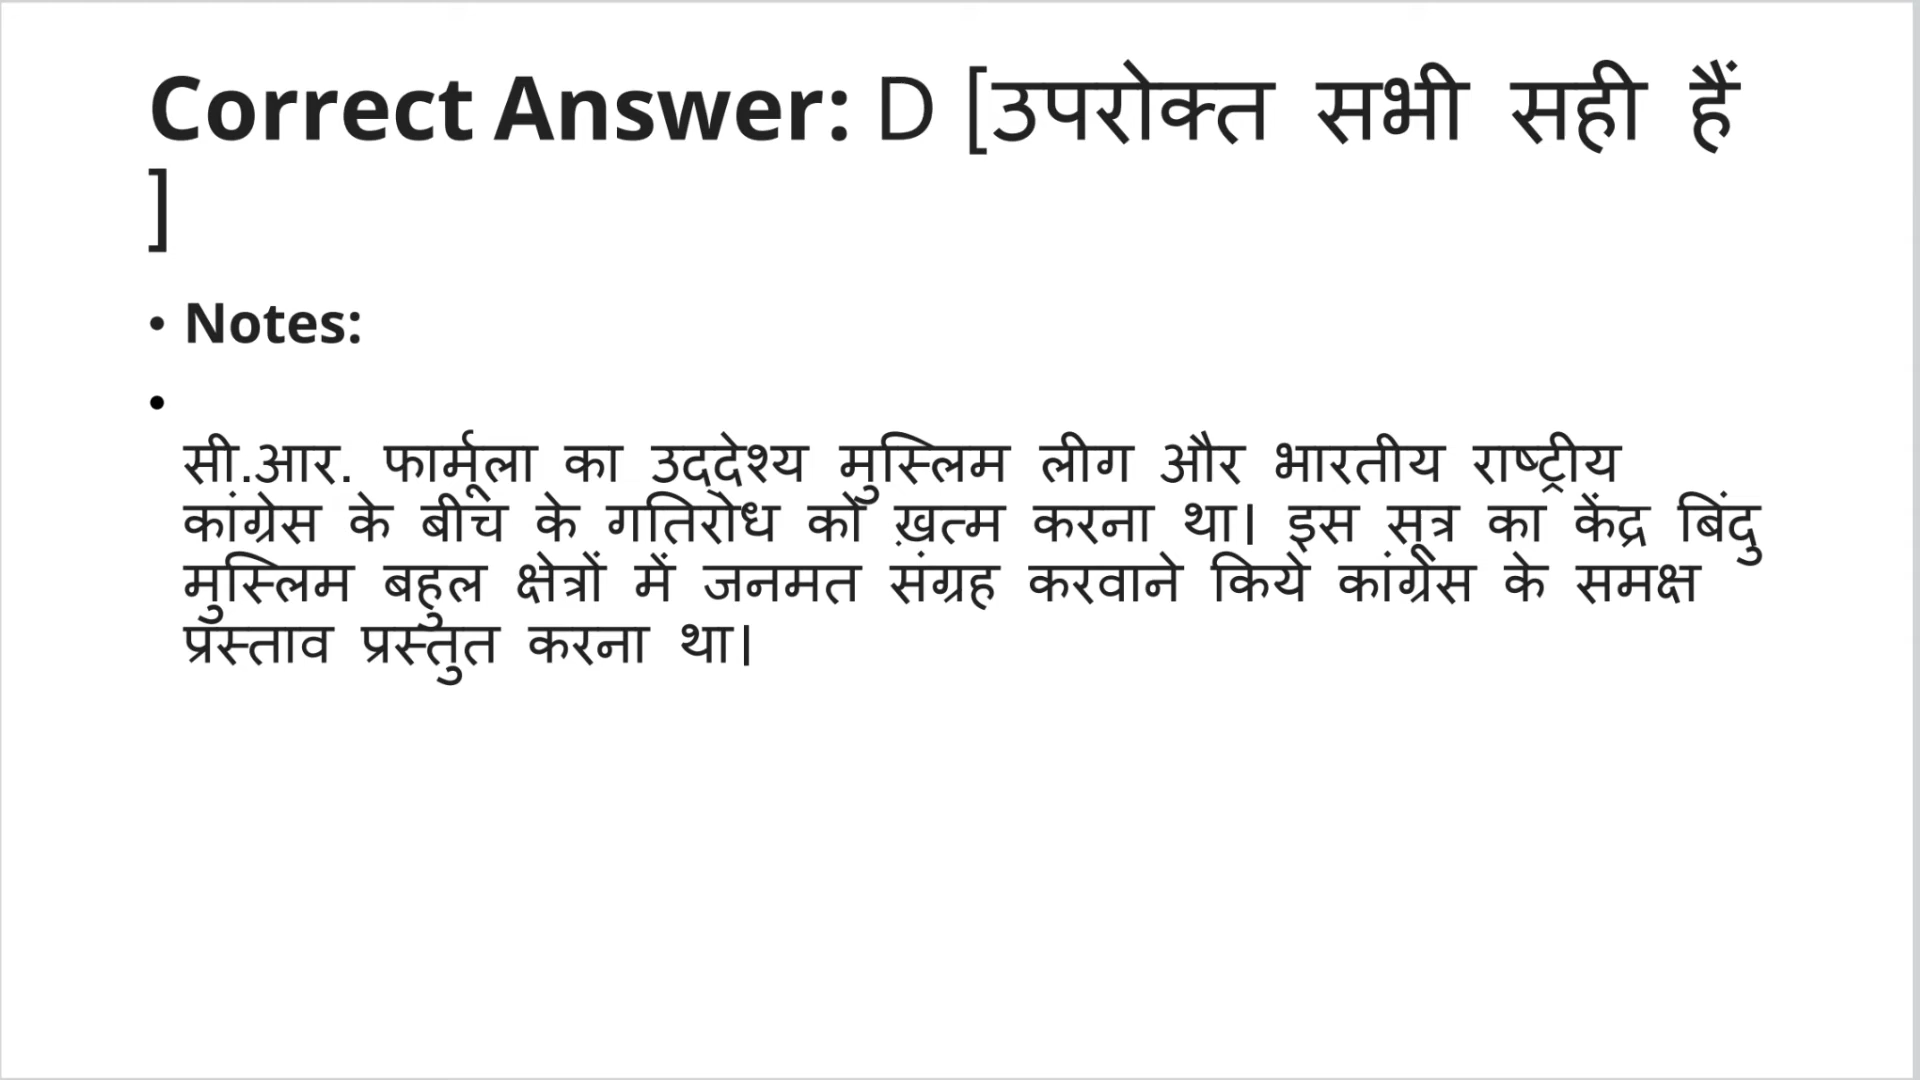 Correct Answer: D [उपरोक्त सभी सही हैं
]
• Notes:
•
सी.आर. फार्मूला का उद्देश्य मुस्लिम लीग और भारतीय राष्ट्रीय
कांग्रेस के बीच के गतिरोध को ख़त्म करना था। इस सूत्र का केंद्र बिंदु
मुस्लिम बहुल क्षेत्रों में जनमत संग्रह करवाने किये कांग्रेस के समक्ष
प्रस्ताव प्रस्तुत करना था।